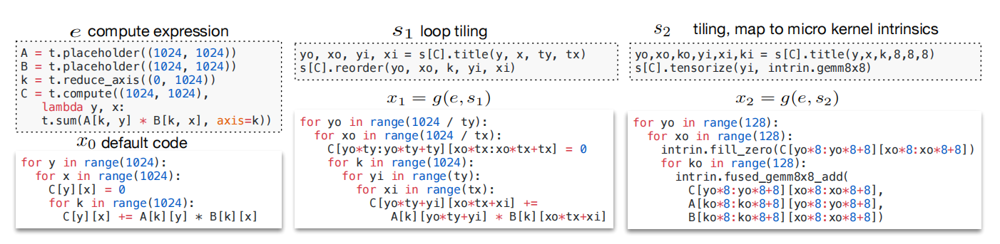 e compute expression
A = t.placeholder((1024, 1024))
B = t.placeholder((1024, 1024))
k = t.reduce_axis((0, 1024))
C = t.compute((1024, 1024),
lambda y, x:
t.sum(A[k, y] * B[k, x], axis=k))
x0 default code
for y in range(1024):
for x in range(1024):
C[y][x] = 0
for k in range(1024):
C[y][x] += A[k][y] * B[k][x]
s1 loop tiling
yo, xo, yi, xi = s[C].title(y, x, ty, tx)
s[C].reorder(yo, xo, k, yi, xi)
x1 = g(e, s1)
for yo in range(1024 / ty):
for xo in range(1024 / tx):
C[yo*ty:yo*ty+ty][xo*tx:xo*tx+tx] = 0
for k in range(1024):
for yi in range(ty):
for xi in range(tx):
C[yo*ty+yi][xo*tx+xi] +=
A[k][yo*ty+yi] * B[k][xo*tx+xi]
s2 tiling, map to micro kernel intrinsics
yo,xo,ko,yi,xi,ki = s[C].title(y,x,k,8,8,8)
s[C].tensorize(yi, intrin.gemm8x8)
x2 = g(e, s2)
for yo in range(128):
for xo in range(128):
intrin.fill_zero(C[yo*8:yo*8+8][xo*8:xo*8+8])
for ko in range(128):
intrin.fused_gemm8x8_add(
C[yo*8:yo*8+8][xo*8:xo*8+8],
A[ko*8:ko*8+8][yo*8:yo*8+8],
B[ko*8:ko*8+8][xo*8:xo*8+8])